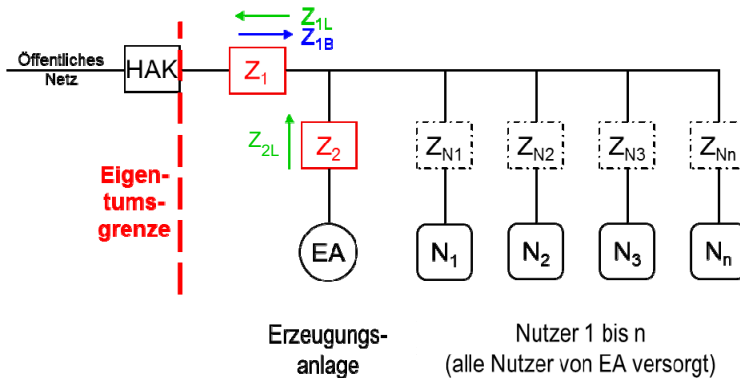 Z1L
Z1B
Öffentliches
Netz
HAK
Z1
Z2L
Z2
ZN1
ZN2
ZN3
ZNn
Eigen-
tums-
grenze
EA
N1
N2
N3
Nn
Erzeugungs-
anlage
Nutzer 1 bis n
(alle Nutzer von EA versorgt)